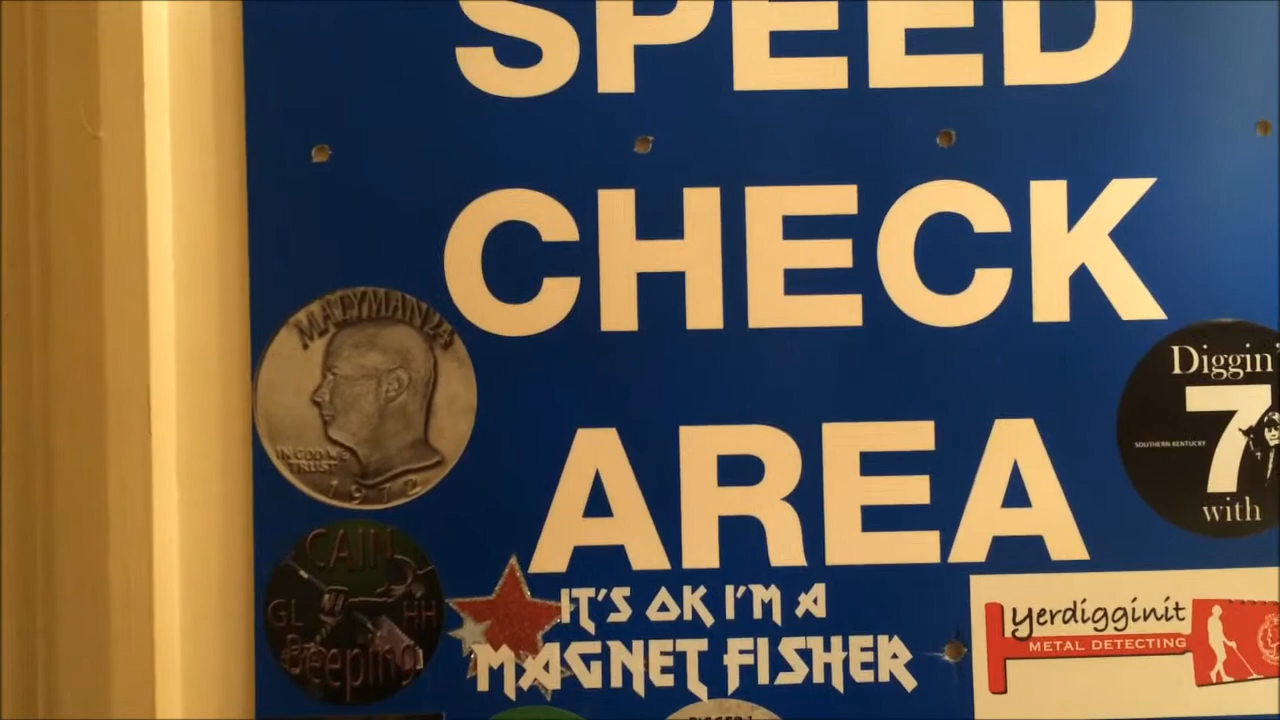 SPEED
CHECK
AREA
MATYMAN24
IN GOD WE
TRUST
1972
Diggin'
7
SOUTHERN KENTUCKY
with
CAIN
GL HH
Beeping
IT'S OK I'M A
MAGNET FISHER
yerdigginit
METAL DETECTING